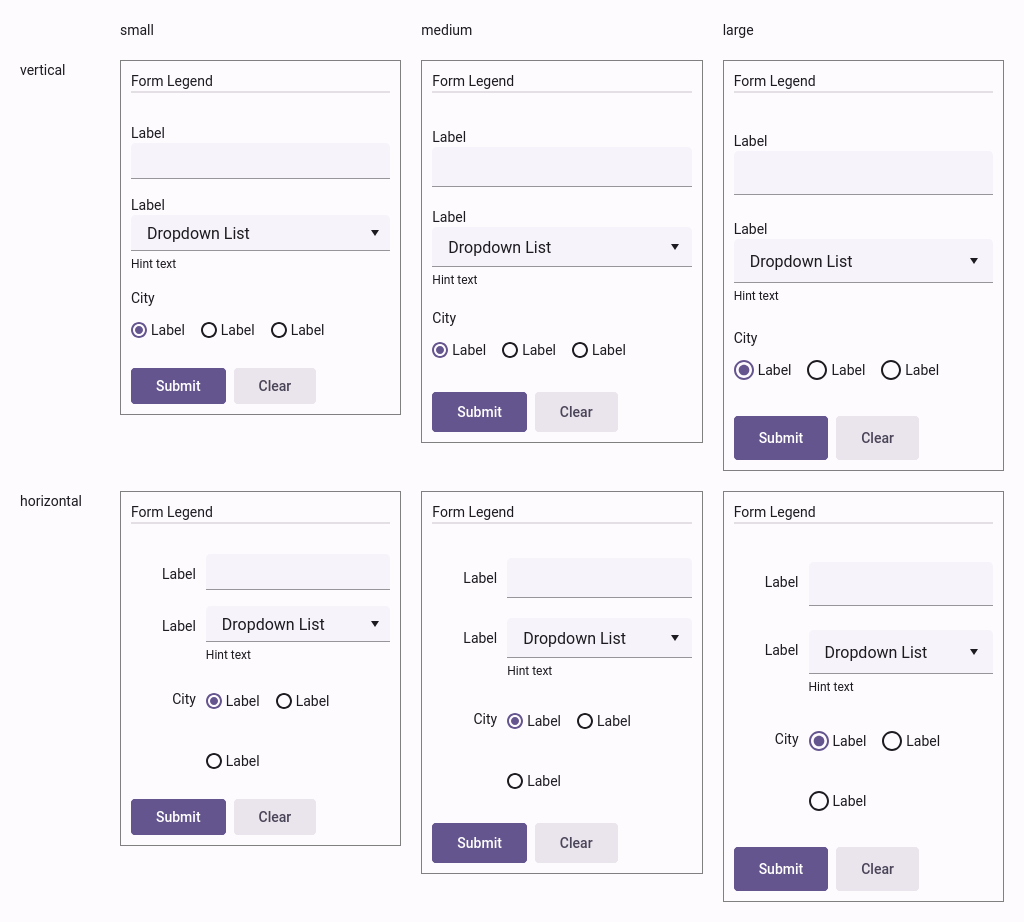 small medium large
vertical
Form Legend Form Legend Form Legend
Label Label Label
Label Label Label
Dropdown List Dropdown List Dropdown List
Hint text Hint text Hint text
City City City
Label Label Label Label Label Label Label Label Label
Submit Clear Submit Clear Submit Clear
horizontal
Form Legend Form Legend Form Legend
Label Label Label
Label Dropdown List Label Dropdown List Label Dropdown List
Hint text Hint text Hint text
City Label Label City Label Label City Label Label
Label Label Label
Submit Clear Submit Clear Submit Clear